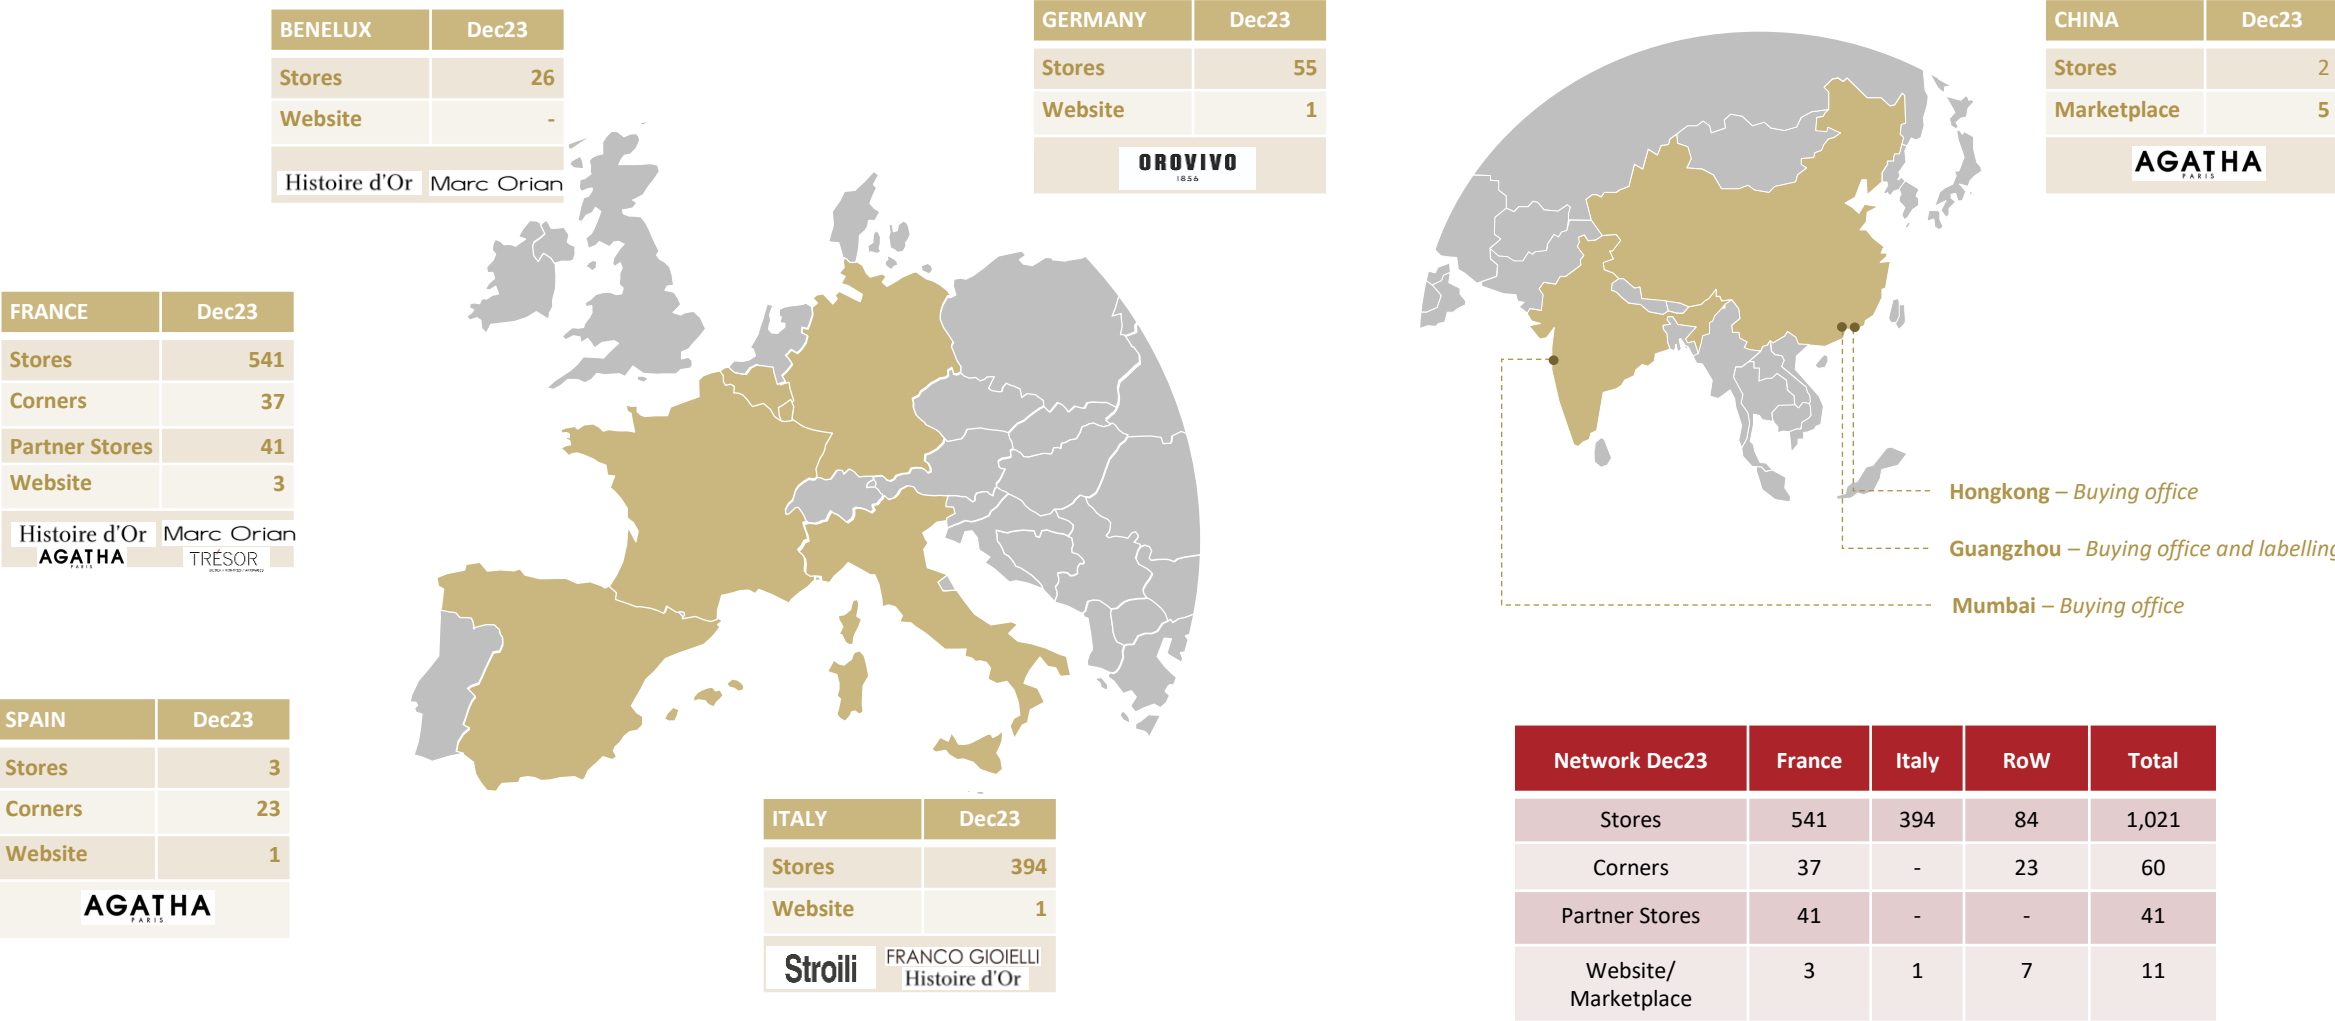 BENELUX Dec23
Stores 26
Website -
Histoire d'Or Marc Orian
GERMANY Dec23
Stores 55
Website 1
OROVIVO
1856
CHINA Dec23
Stores 2
Marketplace 5
AGATHA
PARIS
FRANCE Dec23
Stores 541
Corners 37
Partner Stores 41
Website 3
Histoire d'Or Marc Orian
AGATHA TRÉSOR
PARIS
Hongkong – Buying office
Guangzhou – Buying office and labelling
Mumbai – Buying office
SPAIN Dec23
Stores 3
Corners 23
Website 1
AGATHA
PARIS
ITALY Dec23
Stores 394
Website 1
Stroili FRANCO GIOIELLI
Histoire d'Or
Network Dec23 France Italy RoW Total
Stores 541 394 84 1,021
Corners 37 - 23 60
Partner Stores 41 - - 41
Website/
Marketplace 3 1 7 11